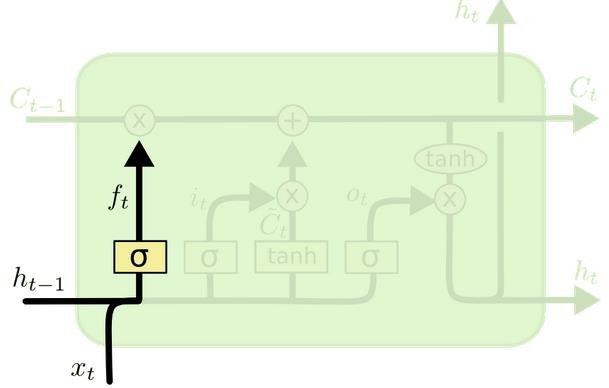 h_t
C_{t-1}
C_t
x
+
tanh
f_t
i_t
x
o_t
x
C̃_t
σ
σ
tanh
σ
h_{t-1}
h_t
x_t